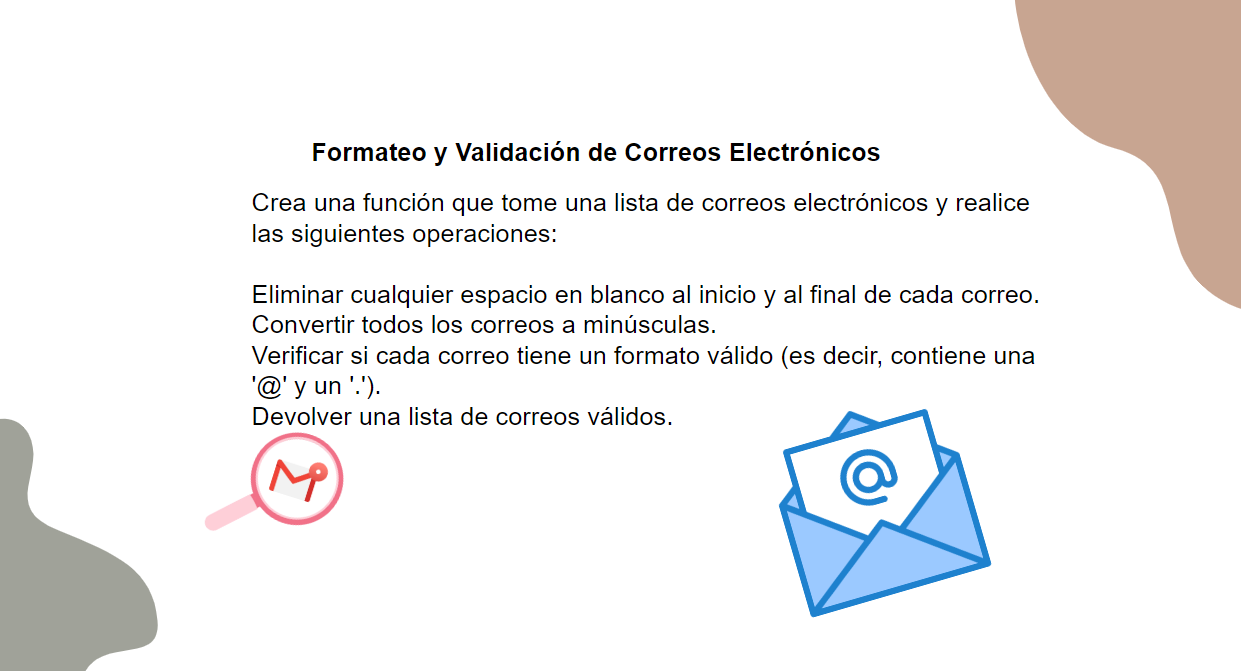 Formateo y Validación de Correos Electrónicos
Crea una función que tome una lista de correos electrónicos y realice
las siguientes operaciones:
Eliminar cualquier espacio en blanco al inicio y al final de cada correo.
Convertir todos los correos a minúsculas.
Verificar si cada correo tiene un formato válido (es decir, contiene una
'@' y un '.').
Devolver una lista de correos válidos.